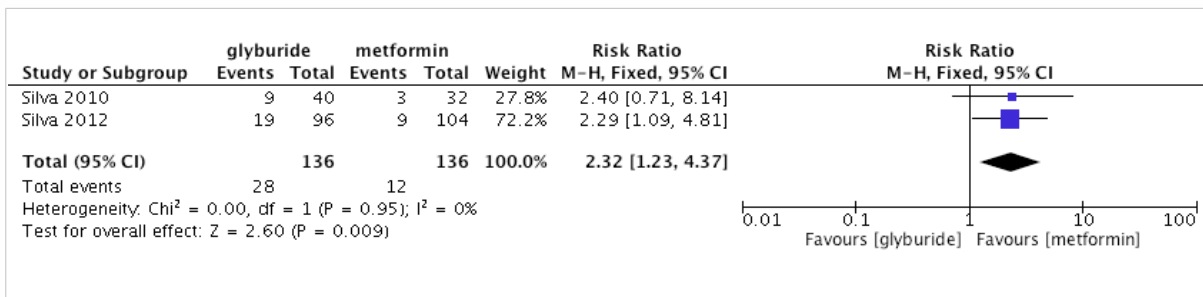 glyburide metformin Risk Ratio Risk Ratio
Study or Subgroup Events Total Events Total Weight M-H, Fixed, 95% CI M-H, Fixed, 95% CI
Silva 2010 9 40 3 32 27.8% 2.40 [0.71, 8.14]
Silva 2012 19 96 9 104 72.2% 2.29 [1.09, 4.81]
Total (95% CI) 136 136 100.0% 2.32 [1.23, 4.37]
Total events 28 12
Heterogeneity: Chi² = 0.00, df = 1 (P = 0.95); I² = 0%
Test for overall effect: Z = 2.60 (P = 0.009)
0.01 0.1 1 10 100
Favours [glyburide] Favours [metformin]